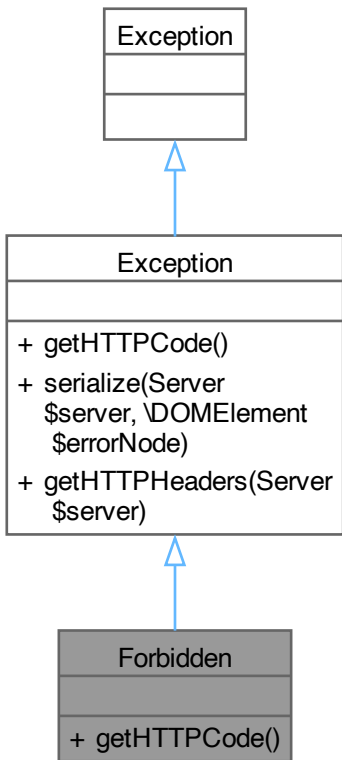 Exception
Exception
+ getHTTPCode()
+ serialize(Server
$server, \DOMElement
$errorNode)
+ getHTTPHeaders(Server
$server)
Forbidden
+ getHTTPCode()